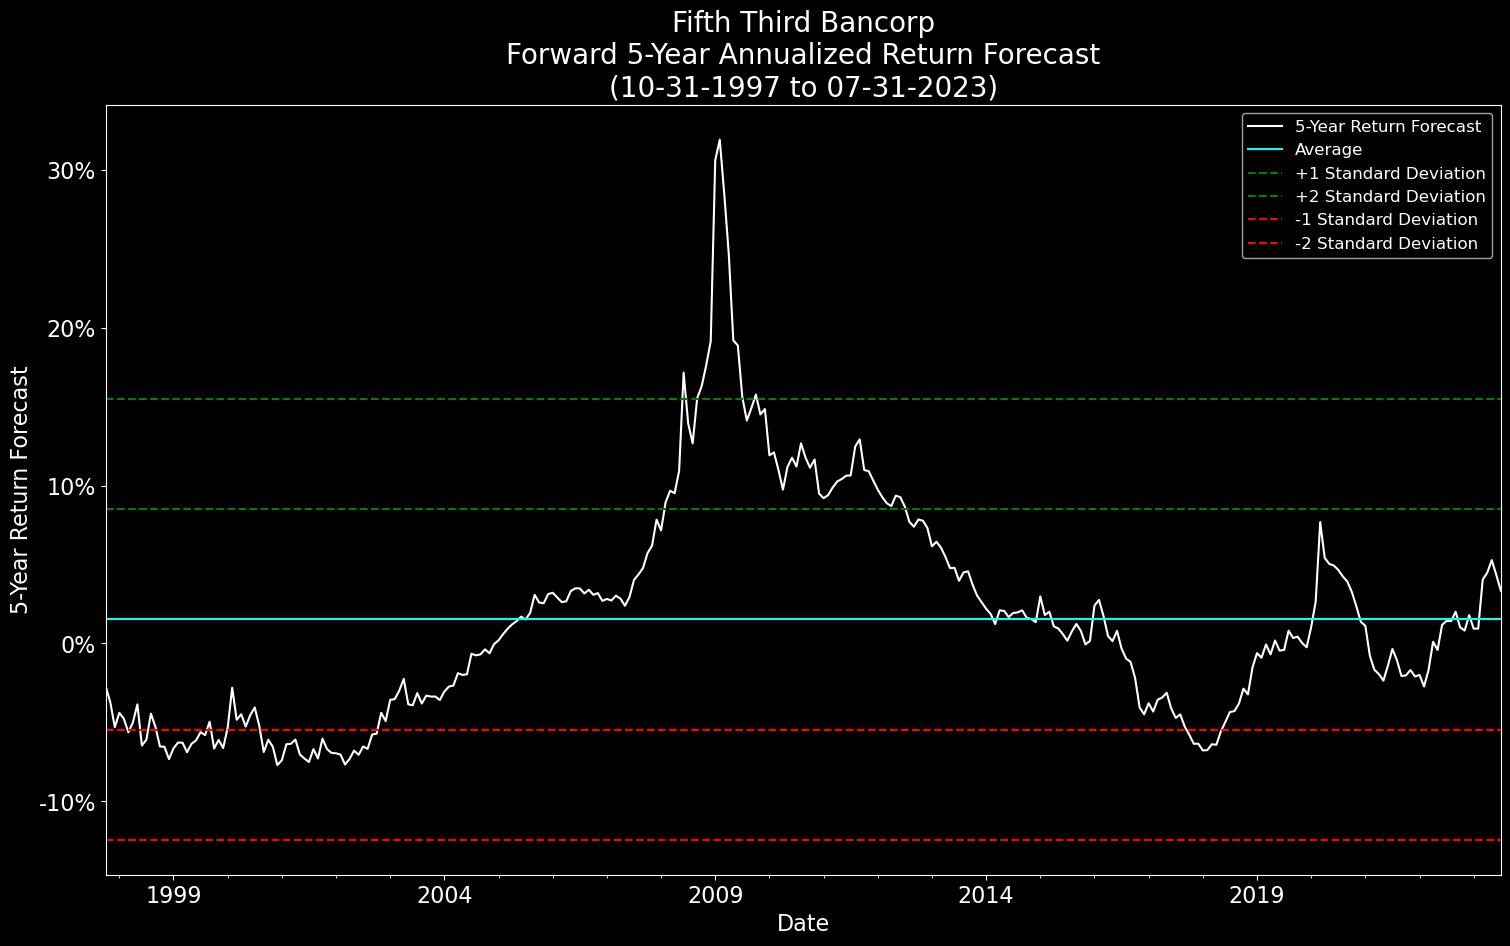 Fifth Third Bancorp
Forward 5-Year Annualized Return Forecast
(10-31-1997 to 07-31-2023)
5-Year Return Forecast
Average
+1 Standard Deviation
+2 Standard Deviation
-1 Standard Deviation
-2 Standard Deviation
5-Year Return Forecast
30%
20%
10%
0%
-10%
1999
2004
2009
2014
2019
Date